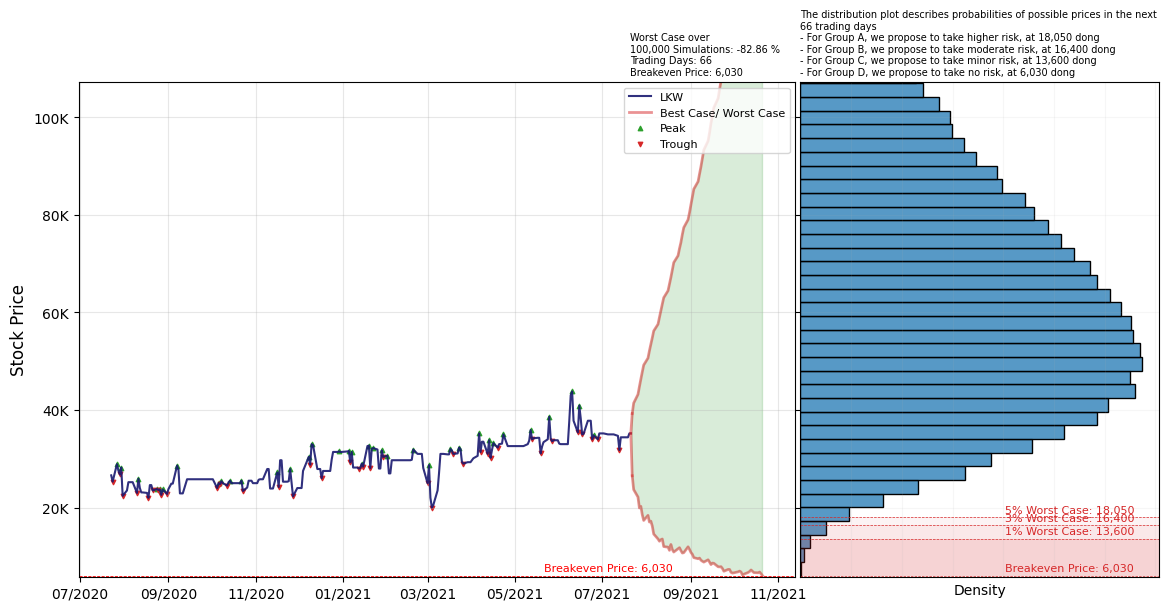 The distribution plot describes probabilities of possible prices in the next
66 trading days
- For Group A, we propose to take higher risk, at 18,050 dong
- For Group B, we propose to take moderate risk, at 16,400 dong
- For Group C, we propose to take minor risk, at 13,600 dong
- For Group D, we propose to take no risk, at 6,030 dong
Worst Case over
100,000 Simulations: -82.86 %
Trading Days: 66
Breakeven Price: 6,030
LKW
Best Case/ Worst Case
Peak
Trough
Stock Price
100K
80K
60K
40K
20K
07/2020
09/2020
11/2020
01/2021
03/2021
05/2021
07/2021
09/2021
11/2021
Breakeven Price: 6,030
5% Worst Case: 18,050
3% Worst Case: 16,400
1% Worst Case: 13,600
Breakeven Price: 6,030
Density